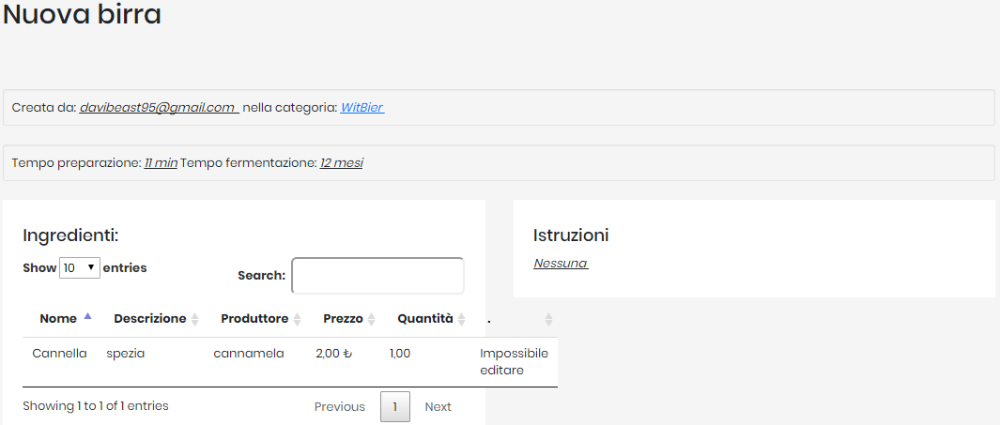 Nuova birra
Creata da: davibeast95@gmail.com nella categoria: WitBier
Tempo preparazione: 11 min Tempo fermentazione: 12 mesi
Ingredienti:
Show 10 entries
Search:
Nome Descrizione Produttore Prezzo Quantità .
Cannella spezia cannamela 2,00 ₺ 1,00 Impossibile
editare
Showing 1 to 1 of 1 entries
Previous 1 Next
Istruzioni
Nessuna